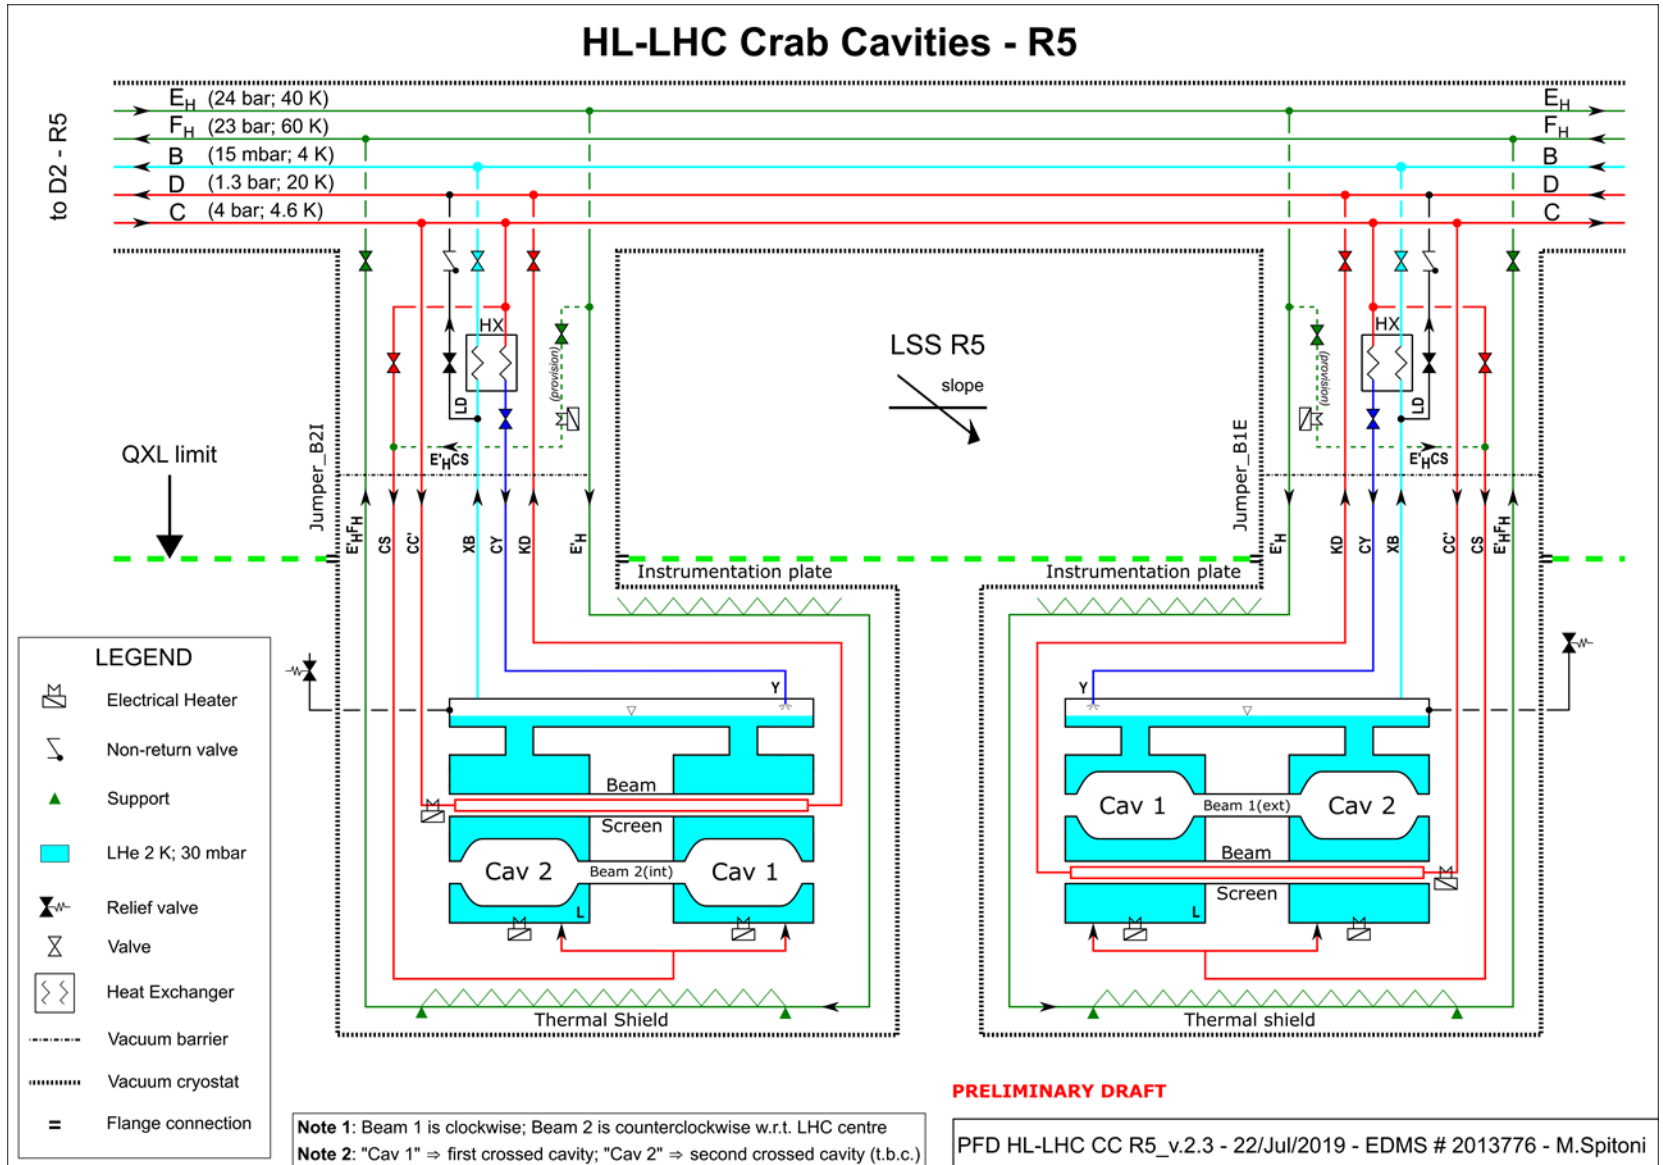 HL-LHC Crab Cavities - R5
to D2 - R5
E_H (24 bar; 40 K) E_H
F_H (23 bar; 60 K) F_H
B (15 mbar; 4 K) B
D (1.3 bar; 20 K) D
C (4 bar; 4.6 K) C
HX
(provision)
LD
E'_HCS
Jumper_B2I
QXL limit
E'_HF_H
CS
CC'
XB
CY
KD
E'_H
LSS R5
slope
HX
(provision)
LD
E'_HCS
Jumper_B1E
E'_H
KD
CY
XB
CC'
CS
E'_HF_H
Instrumentation plate
Instrumentation plate
Y
Beam
Screen
Cav 2
Beam 2(int)
Cav 1
L
Thermal Shield
Y
Cav 1
Beam 1(ext)
Cav 2
Beam
Screen
L
Thermal shield
LEGEND
Electrical Heater
Non-return valve
Support
LHe 2 K; 30 mbar
Relief valve
Valve
Heat Exchanger
Vacuum barrier
Vacuum cryostat
Flange connection
Note 1: Beam 1 is clockwise; Beam 2 is counterclockwise w.r.t. LHC centre
Note 2: "Cav 1" ⇒ first crossed cavity; "Cav 2" ⇒ second crossed cavity (t.b.c.)
PRELIMINARY DRAFT
PFD HL-LHC CC R5_v.2.3 - 22/Jul/2019 - EDMS # 2013776 - M.Spitoni